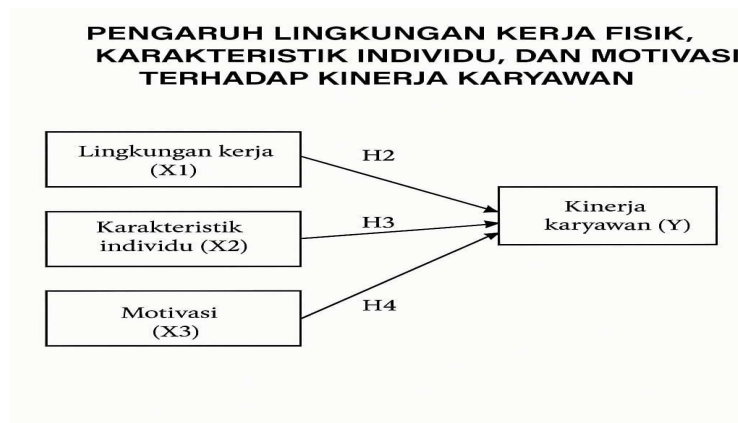 PENGARUH LINGKUNGAN KERJA FISIK,
KARAKTERISTIK INDIVIDU, DAN MOTIVASI
TERHADAP KINERJA KARYAWAN
Lingkungan kerja
(X1)
H2
Karakteristik
individu (X2)
H3
Motivasi
(X3)
H4
Kinerja
karyawan (Y)